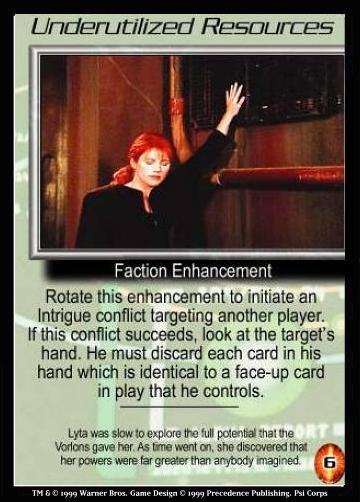 Underutilized Resources
Faction Enhancement
Rotate this enhancement to initiate an
Intrigue conflict targeting another player.
If this conflict succeeds, look at the target's
hand. He must discard each card in his
hand which is identical to a face-up card
in play that he controls.
Lyta was slow to explore the full potential that the
Vorlons gave her. As time went on, she discovered that
her powers were far greater than anybody imagined.
6
TM & © 1999 Warner Bros. Game Design © 1999 Precedence Publishing. Psi Corps